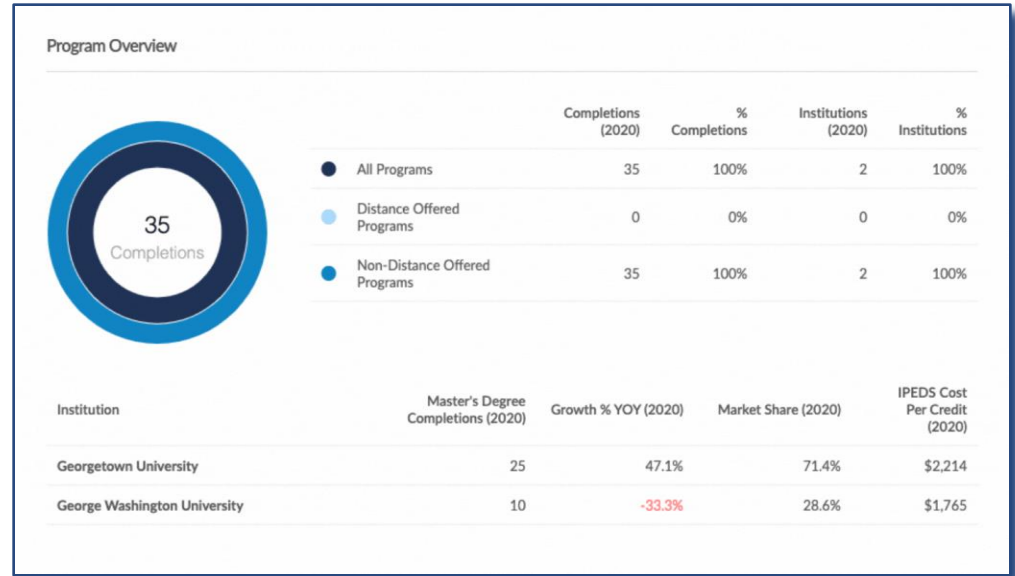 Program Overview
35
Completions
Completions
(2020)
%
Completions
Institutions
(2020)
%
Institutions
All Programs 35 100% 2 100%
Distance Offered
Programs
0 0% 0 0%
Non-Distance Offered
Programs
35 100% 2 100%
Institution
Master's Degree
Completions (2020)
Growth % YOY (2020)
Market Share (2020)
IPEDS Cost
Per Credit
(2020)
Georgetown University 25 47.1% 71.4% $2,214
George Washington University 10 -33.3% 28.6% $1,765